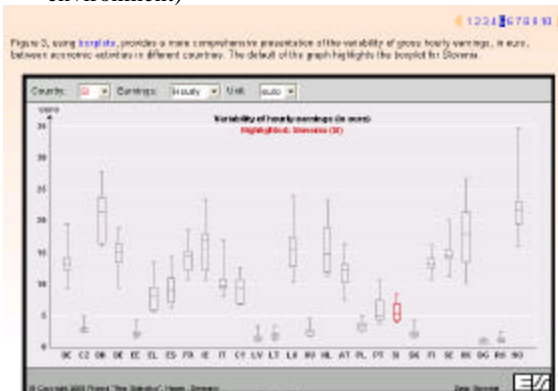 environment)
1 2 3 4 5 6 7 8 9 10
Figure 3, using boxplots, provides a more comprehensive presentation of the variability of gross hourly earnings, in euro,
between economic activities in different countries. The default of the graph highlights the boxplot for Slovenia.
Country: SI Earnings: Hourly Unit: euro
euro
Variability of hourly earnings (in euro)
Highlighted: Slovenia (SI)
35
30
25
20
15
10
5
0
BE CZ DK DE EE EL ES FR IE IT CY LV LT LU HU NL AT PL PT SI SK FI SE UK BG RO NO